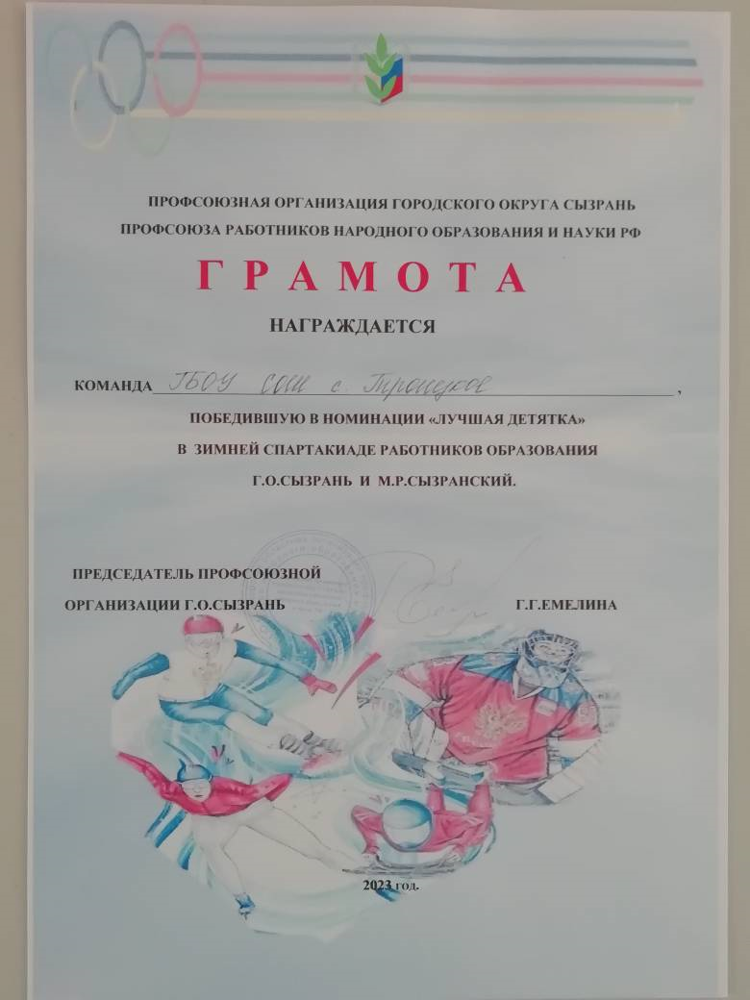 ПРОФСОЮЗНАЯ ОРГАНИЗАЦИЯ ГОРОДСКОГО ОКРУГА СЫЗРАНЬ
ПРОФСОЮЗА РАБОТНИКОВ НАРОДНОГО ОБРАЗОВАНИЯ И НАУКИ РФ
ГРАМОТА
НАГРАЖДАЕТСЯ
КОМАНДА ГБОУ СОШ с. Троицкое,
ПОБЕДИВШУЮ В НОМИНАЦИИ «ЛУЧШАЯ ДЕТЯТКА»
В ЗИМНЕЙ СПАРТАКИАДЕ РАБОТНИКОВ ОБРАЗОВАНИЯ
Г.О.СЫЗРАНЬ И М.Р.СЫЗРАНСКИЙ.
ПРЕДСЕДАТЕЛЬ ПРОФСОЮЗНОЙ
ОРГАНИЗАЦИИ Г.О.СЫЗРАНЬ Г.Г.ЕМЕЛИНА
2023 год.